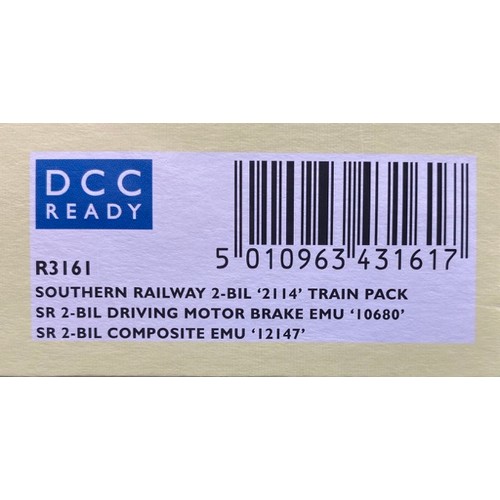 DCC
READY
5 010963 431617
R3161
SOUTHERN RAILWAY 2-BIL ‘2114’ TRAIN PACK
SR 2-BIL DRIVING MOTOR BRAKE EMU ‘10680’
SR 2-BIL COMPOSITE EMU ‘12147’